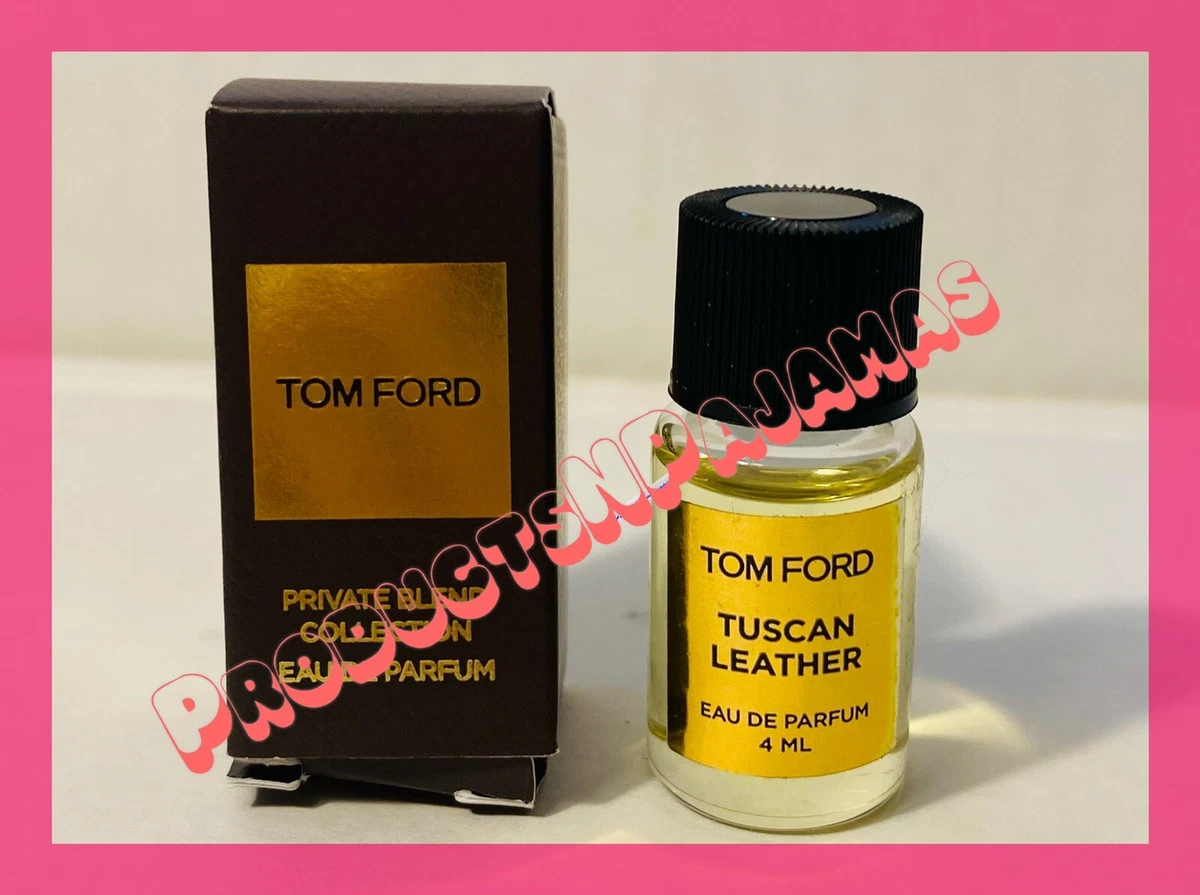 TOM FORD
PRIVATE BLEND
COLLECTION
EAU DE PARFUM
PRODUCTSNPAJAMAS
TOM FORD
TUSCAN
LEATHER
EAU DE PARFUM
4 ML